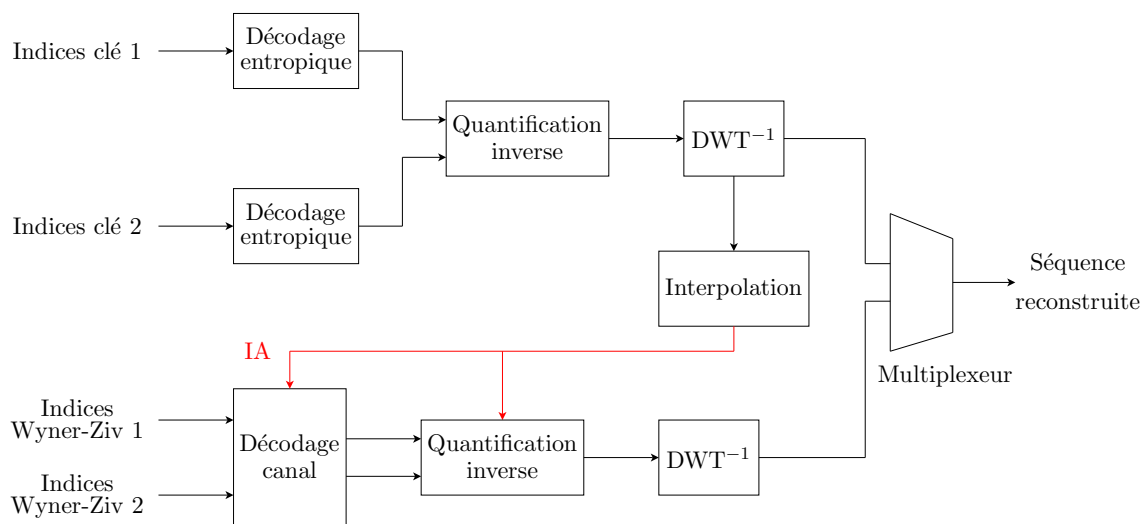 Indices clé 1
Décodage
entropique
Quantification
inverse
DWT⁻¹
Indices clé 2
Décodage
entropique
Interpolation
Séquence
reconstruite
Multiplexeur
IA
Indices
Wyner-Ziv 1
Indices
Wyner-Ziv 2
Décodage
canal
Quantification
inverse
DWT⁻¹